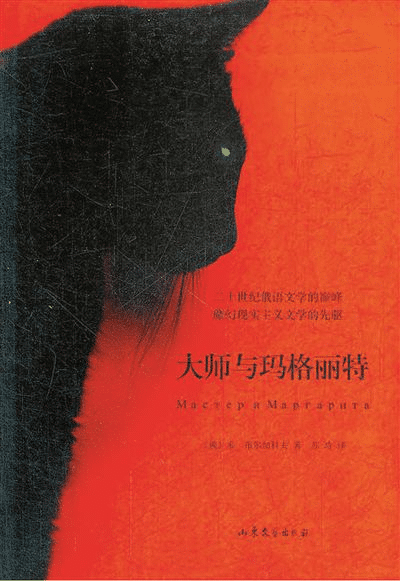 二十世纪俄语文学的巅峰
魔幻现实主义文学的先驱
大师与玛格丽特
Мастер и Маргарита
〔俄〕米·布尔加科夫 著 苏玲 译
山东文艺出版社